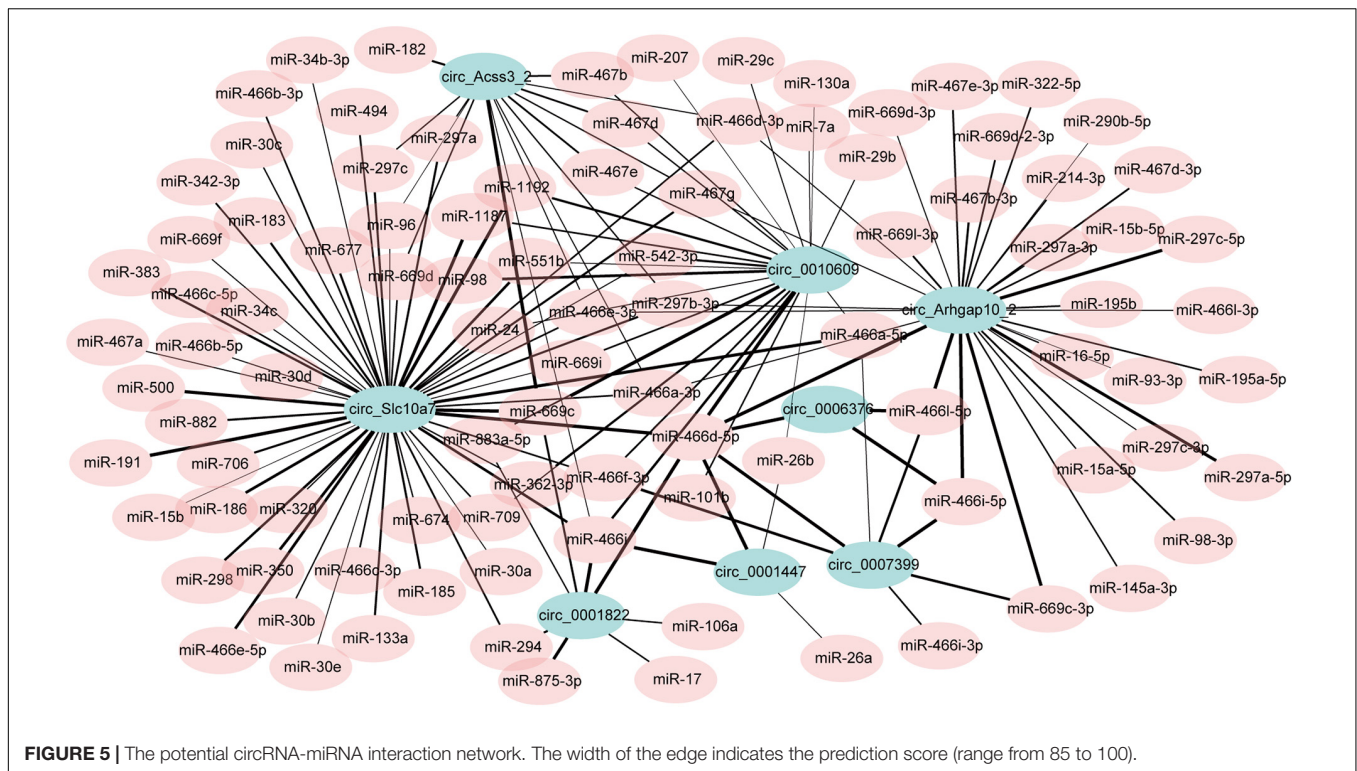 miR-182
miR-34b-3p
circ_Acss3_2
miR-467b
miR-207
miR-29c
miR-130a
miR-467e-3p
miR-322-5p
miR-466b-3p
miR-494
miR-467d
miR-466d-3p
miR-7a
miR-669d-3p
miR-669d-2-3p
miR-290b-5p
miR-30c
miR-297a
miR-297c
miR-467e
miR-29b
miR-214-3p
miR-467d-3p
miR-342-3p
miR-1192
miR-467g
miR-467b-3p
miR-183
miR-96
miR-1187
miR-669f
miR-677
miR-669l-3p
miR-297a-3p
miR-15b-5p
miR-297c-5p
miR-383
miR-669d
miR-98
miR-551b
miR-542-3p
circ_0010609
miR-466c-5p
miR-34c
miR-24
miR-466e-3p
miR-297b-3p
circ_Arhgap10_2
miR-195b
miR-466l-3p
miR-467a
miR-466b-5p
miR-466a-5p
miR-669i
miR-16-5p
miR-500
miR-30d
miR-466a-3p
miR-93-3p
miR-195a-5p
circ_Slc10a7
miR-669c
circ_0006376
miR-466l-5p
miR-882
miR-883a-5p
miR-466d-5p
miR-297c-3p
miR-191
miR-706
miR-26b
miR-15a-5p
miR-297a-5p
miR-362-3p
miR-466f-3p
miR-101b
miR-466i-5p
miR-15b
miR-186
miR-320
miR-674
miR-709
miR-466i
miR-98-3p
miR-298
miR-350
miR-466c-3p
miR-30a
circ_0001447
circ_0007399
miR-185
miR-145a-3p
miR-669c-3p
miR-30b
circ_0001822
miR-106a
miR-466e-5p
miR-133a
miR-294
miR-466i-3p
miR-30e
miR-875-3p
miR-17
miR-26a
FIGURE 5 | The potential circRNA-miRNA interaction network. The width of the edge indicates the prediction score (range from 85 to 100).